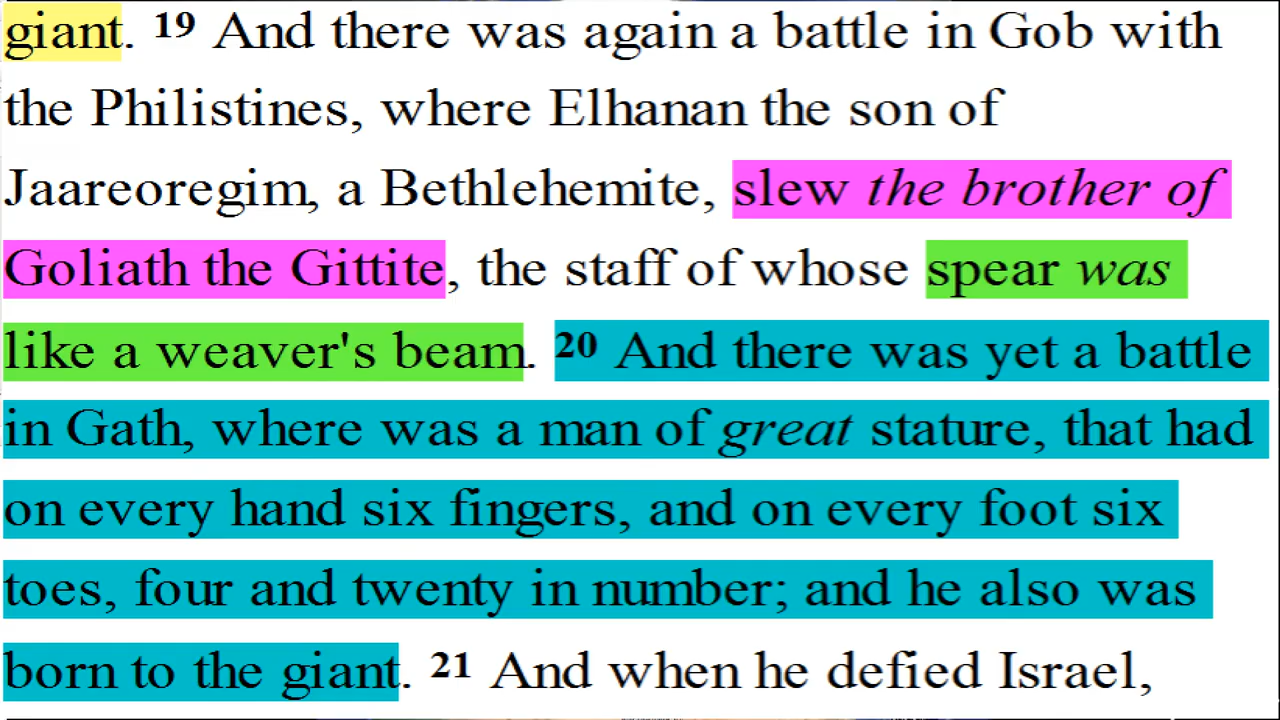 giant. 19 And there was again a battle in Gob with
the Philistines, where Elhanan the son of
Jaareoregim, a Bethlehemite, slew the brother of
Goliath the Gittite, the staff of whose spear was
like a weaver's beam. 20 And there was yet a battle
in Gath, where was a man of great stature, that had
on every hand six fingers, and on every foot six
toes, four and twenty in number; and he also was
born to the giant. 21 And when he defied Israel,